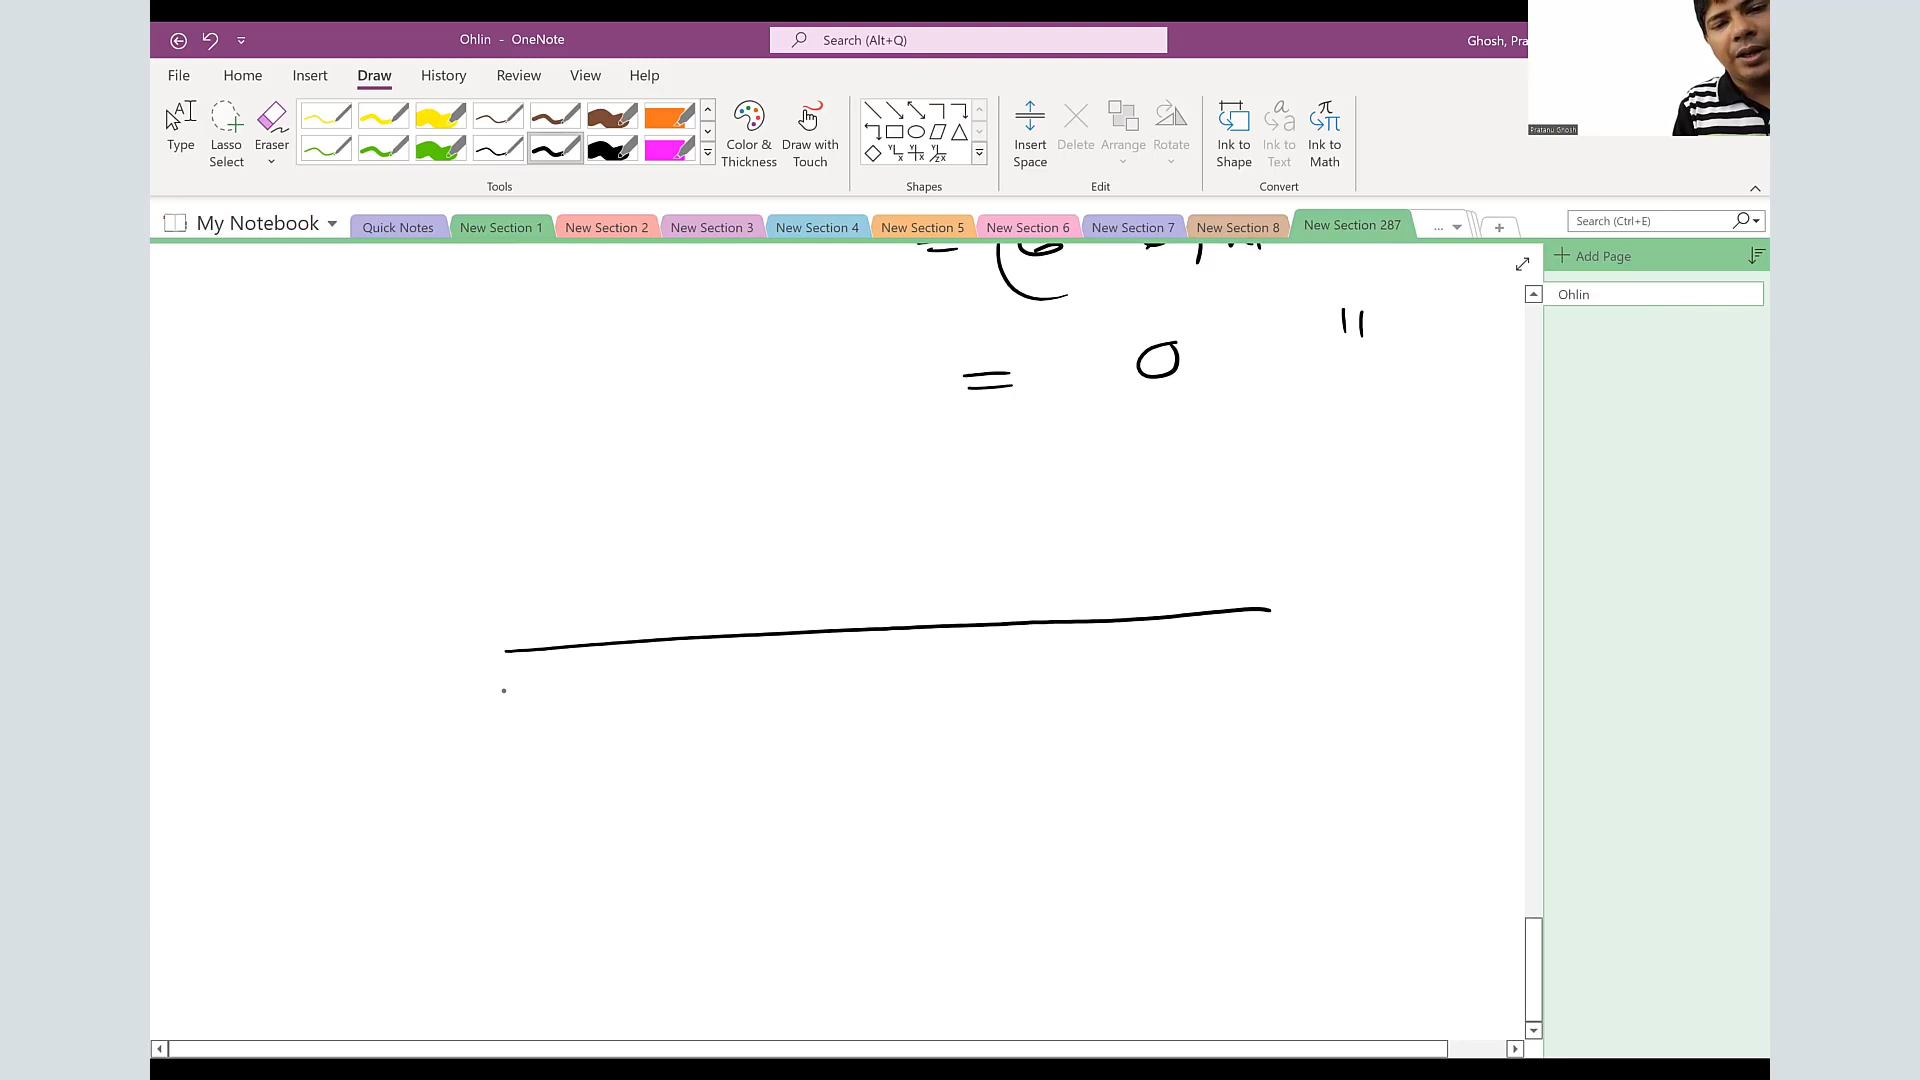 Ohlin - OneNote
Search (Alt+Q)
Ghosh, Pra
File Home Insert Draw History Review View Help
Type
Lasso Select
Eraser
Color & Thickness
Draw with Touch
Insert Space
Delete
Arrange
Rotate
Ink to Shape
Ink to Text
Ink to Math
Tools Shapes Edit Convert
Pratanu Ghosh
My Notebook Quick Notes New Section 1 New Section 2 New Section 3 New Section 4 New Section 5 New Section 6 New Section 7 New Section 8 New Section 287 ... Search (Ctrl+E)
Add Page
Ohlin
"
= 0